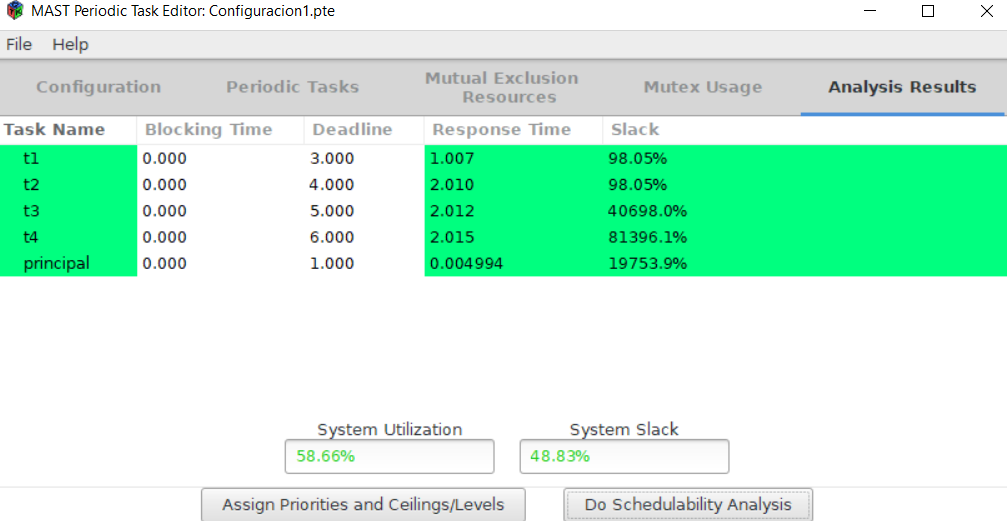 MAST Periodic Task Editor: Configuracion1.pte
File Help
Configuration Periodic Tasks Mutual Exclusion Resources Mutex Usage Analysis Results
Task Name Blocking Time Deadline Response Time Slack
t1 0.000 3.000 1.007 98.05%
t2 0.000 4.000 2.010 98.05%
t3 0.000 5.000 2.012 40698.0%
t4 0.000 6.000 2.015 81396.1%
principal 0.000 1.000 0.004994 19753.9%
System Utilization System Slack
58.66% 48.83%
Assign Priorities and Ceilings/Levels Do Schedulability Analysis